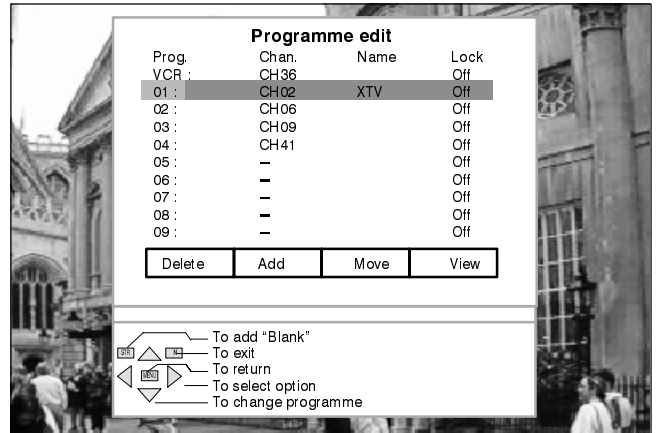 Programme edit
Prog. Chan. Name Lock
VCR : CH36 Off
01 : CH02 XTV Off
02 : CH06 Off
03 : CH09 Off
04 : CH41 Off
05 : – Off
06 : – Off
07 : – Off
08 : – Off
09 : – Off
Delete Add Move View
To add “Blank”
STR N To exit
To return
MENU
To select option
To change programme